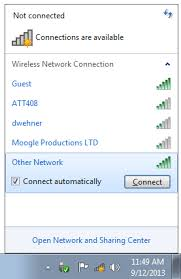 Not connected
Connections are available
Wireless Network Connection
Guest
ATT408
dwehner
Moogle Productions LTD
Other Network
Connect automatically
Connect
Open Network and Sharing Center
11:49 AM
9/12/2013